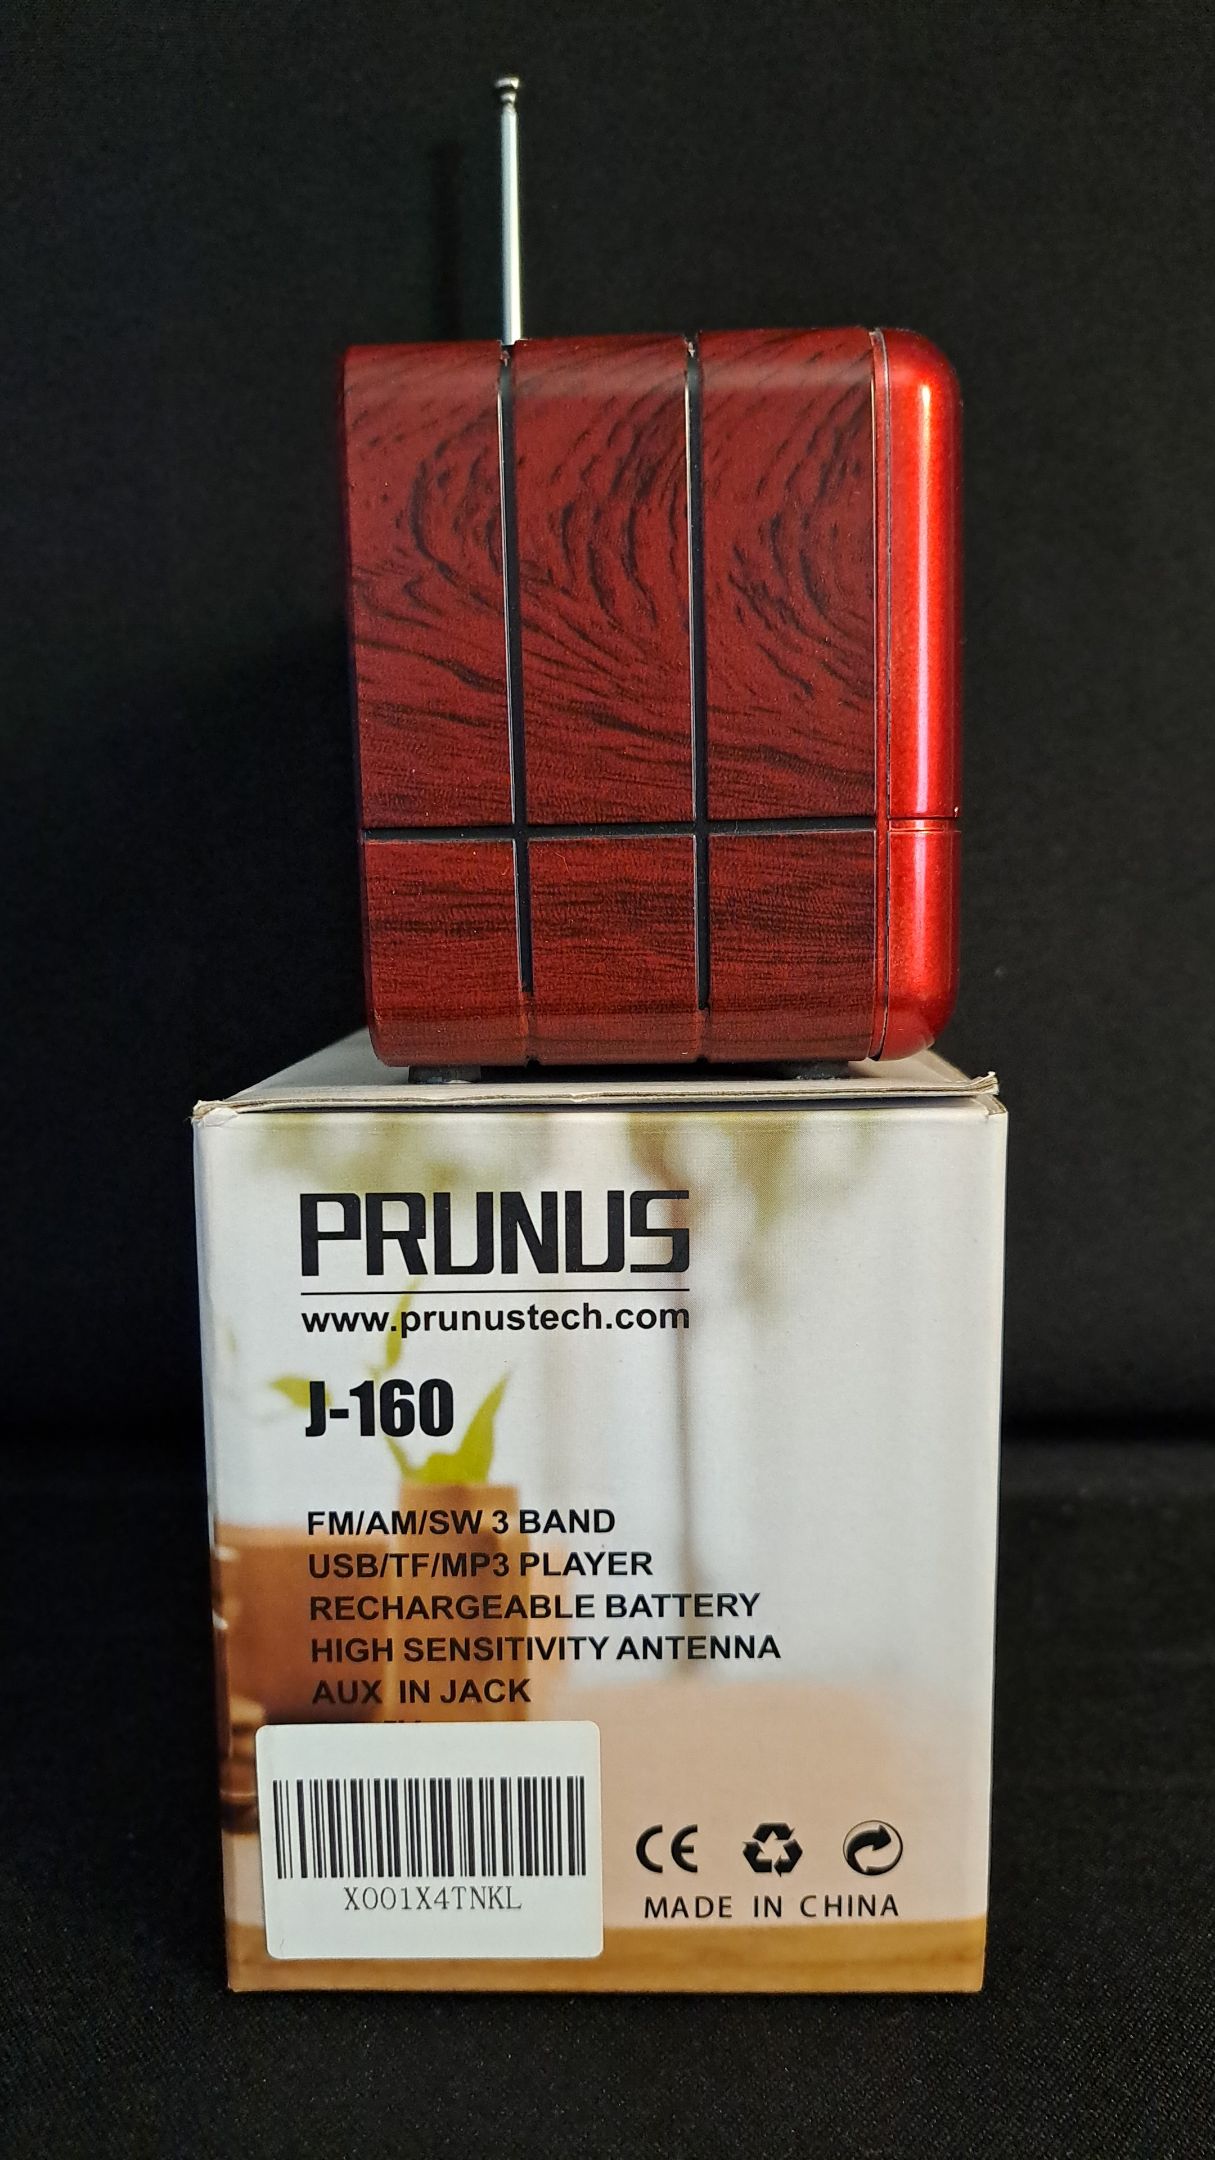 PRUNUS
www.prunustech.com
J-160
FM/AM/SW 3 BAND
USB/TF/MP3 PLAYER
RECHARGEABLE BATTERY
HIGH SENSITIVITY ANTENNA
AUX IN JACK
X001X4TNKL
CE
MADE IN CHINA